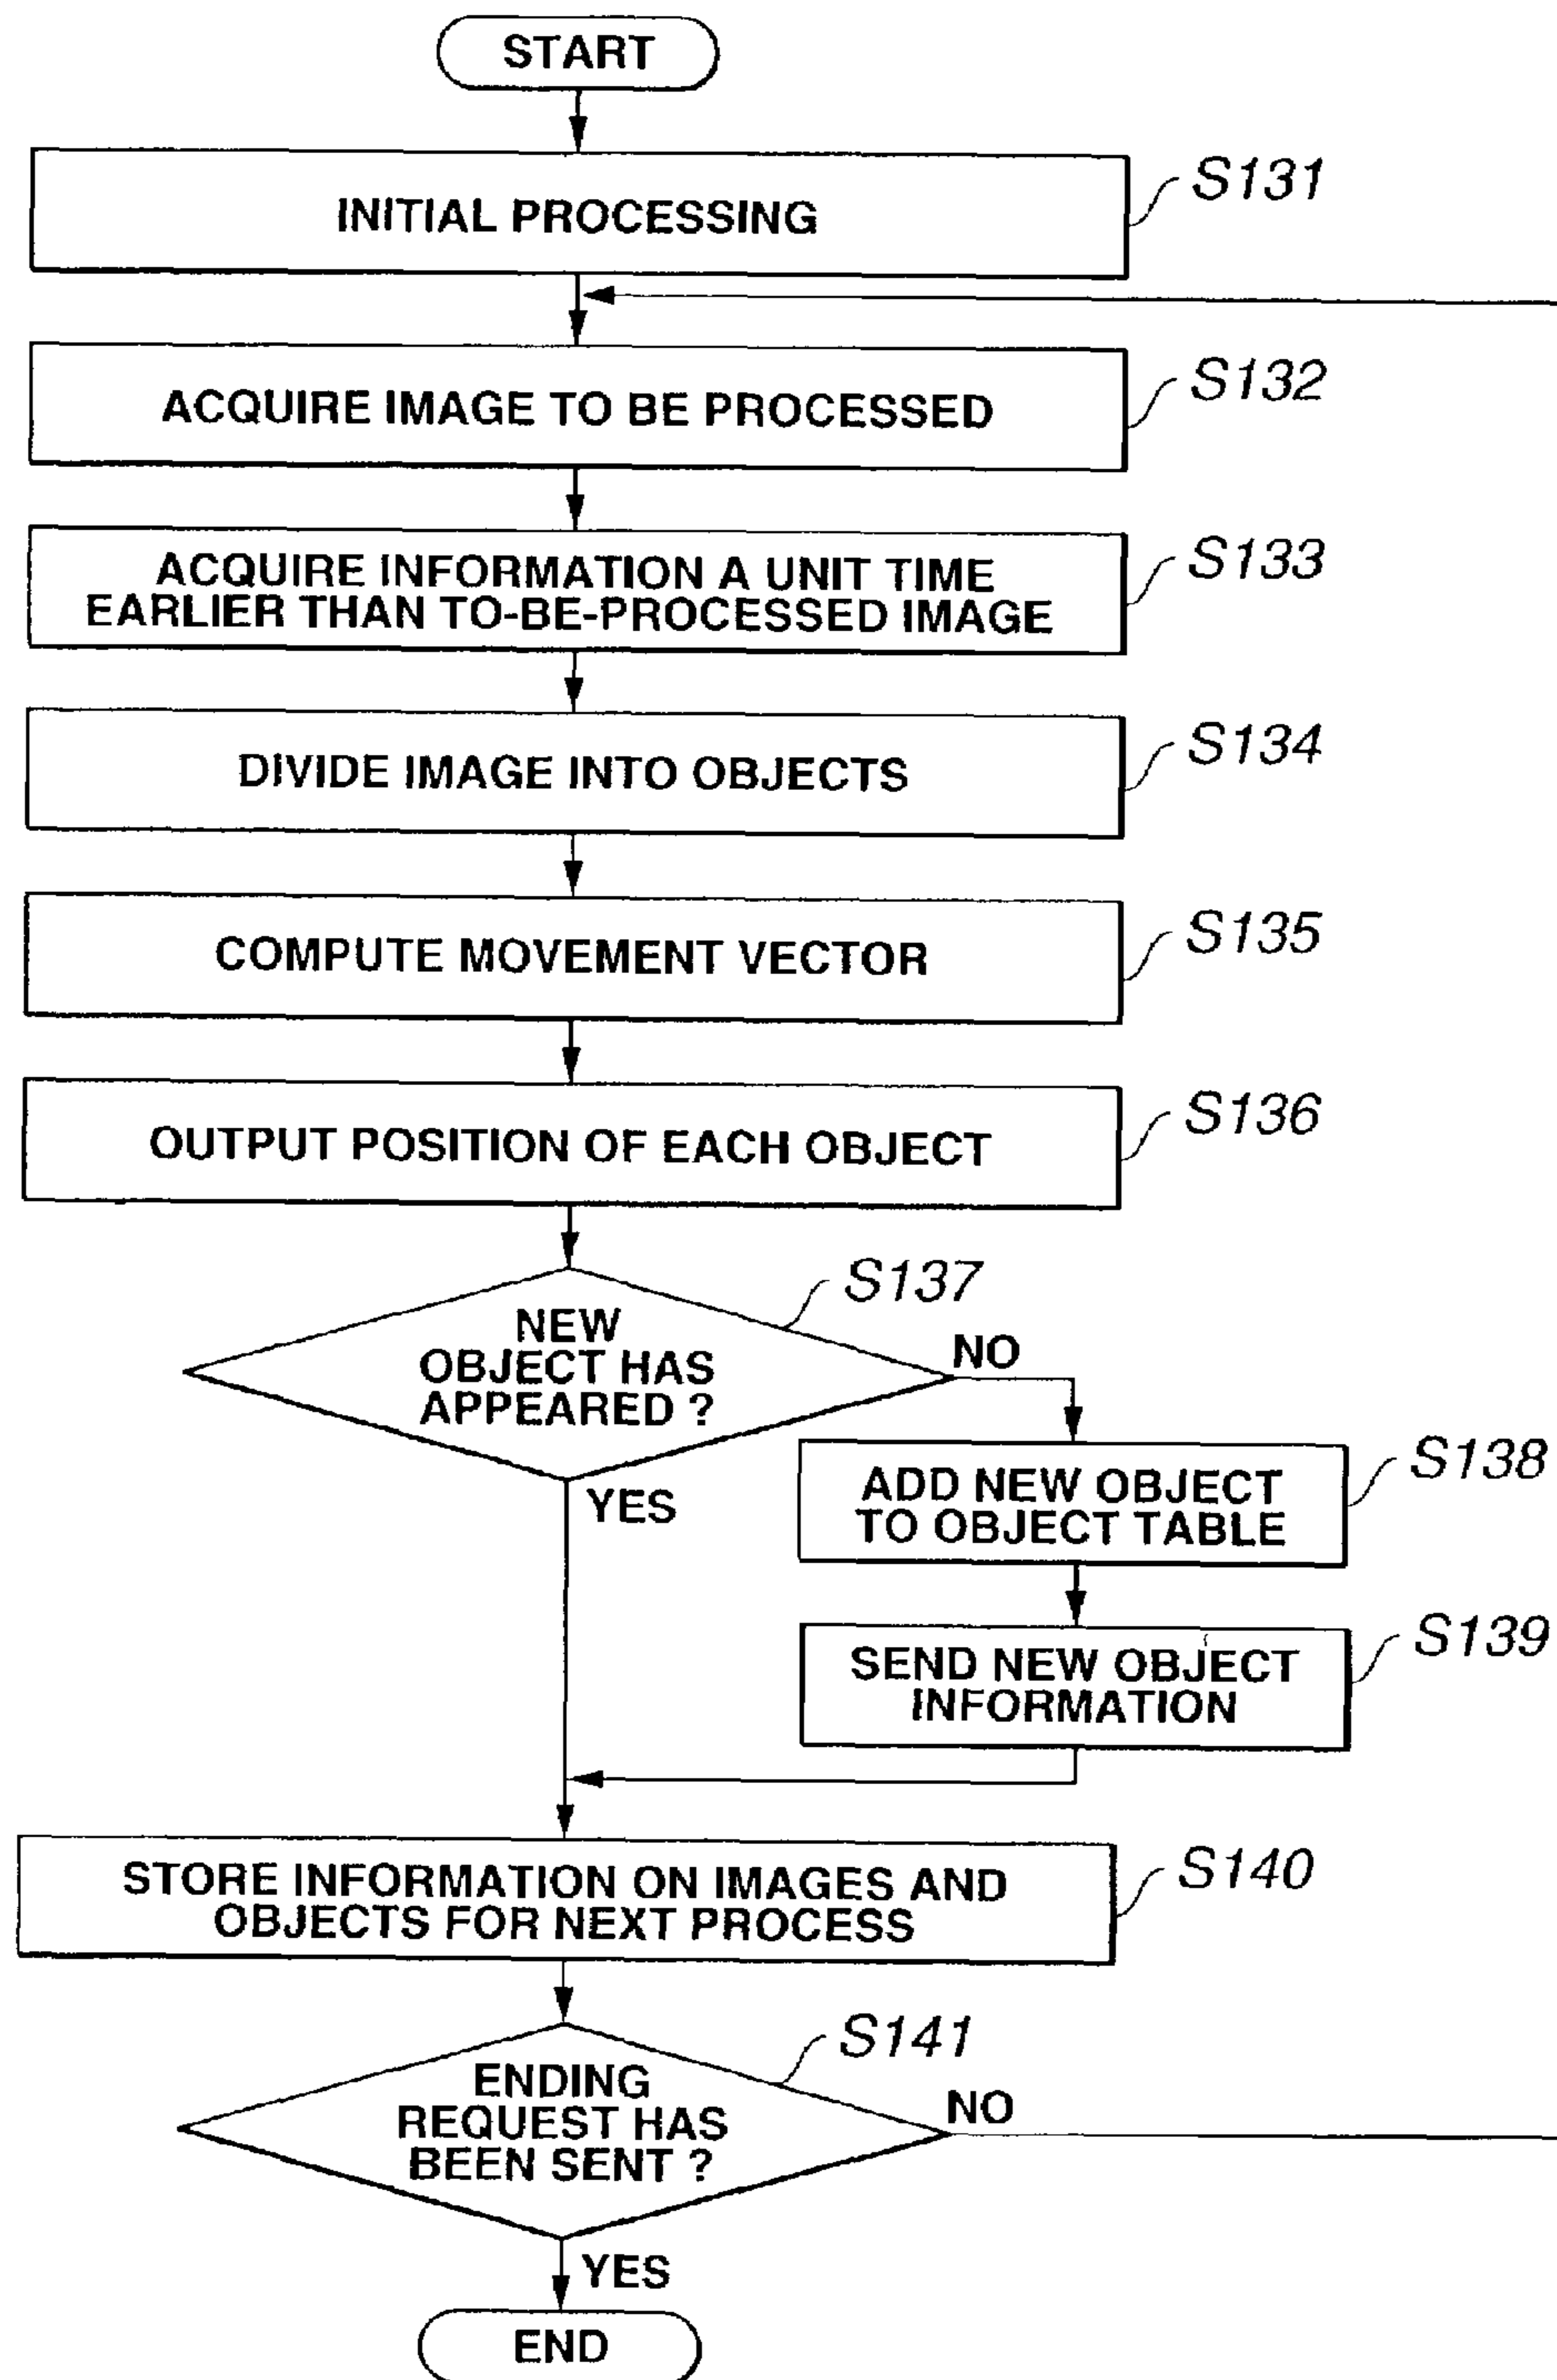 START
INITIAL PROCESSING
S131
ACQUIRE IMAGE TO BE PROCESSED
S132
ACQUIRE INFORMATION A UNIT TIME
EARLIER THAN TO-BE-PROCESSED IMAGE
S133
DIVIDE IMAGE INTO OBJECTS
S134
COMPUTE MOVEMENT VECTOR
S135
OUTPUT POSITION OF EACH OBJECT
S136
S137
NEW
OBJECT HAS
APPEARED ?
NO
YES
ADD NEW OBJECT
TO OBJECT TABLE
S138
SEND NEW OBJECT
INFORMATION
S139
STORE INFORMATION ON IMAGES AND
OBJECTS FOR NEXT PROCESS
S140
S141
ENDING
REQUEST HAS
BEEN SENT ?
NO
YES
END